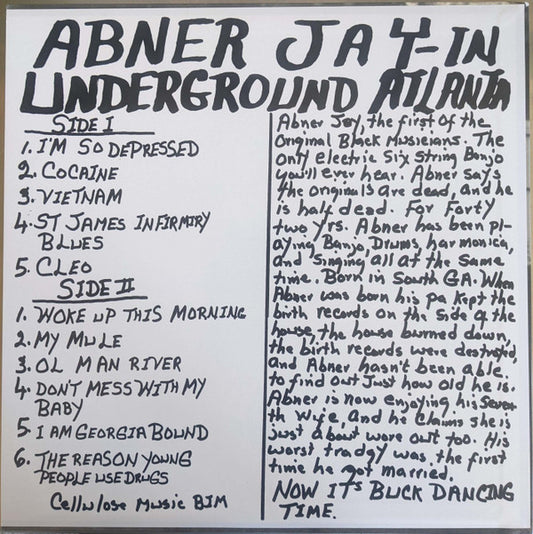 ABNER JAY-IN
UNDERGROUND ATLANTA
SIDE I
1. I'M SO DEPRESSED
2. COCAINE
3. VIETNAM
4. ST JAMES INFIRMIRY
BLUES
5. CLEO
SIDE II
1. WOKE UP THIS MORNING
2. MY MULE
3. OL MAN RIVER
4. DON'T MESS WITH MY
BABY
5. I AM GEORGIA BOUND
6. THE REASON YOUNG
PEOPLE USE DRUGS
Cellulose Music BIM
Abner Jay, the first of the
Original Black Musicians. The
only electric Six String Banjo
you'll ever hear. Abner says
the originals are dead, and he
is half dead. For Forty
two yrs. Abner has been pl-
aying Banjo, Drums, harmonica,
and Singing all at the same
time. Born in South GA. When
Abner was born his pa kept the
birth records on the side of the
house, the house burned down,
the birth records were destroyed,
and Abner hasn't been able
to find out Just how old he is.
Abner is now enjoying his Seven-
th Wife, and he claims she is
just about wore out too. His
worst tradgy was the first
time he got married.
NOW ITS BUCK DANCING
TIME.